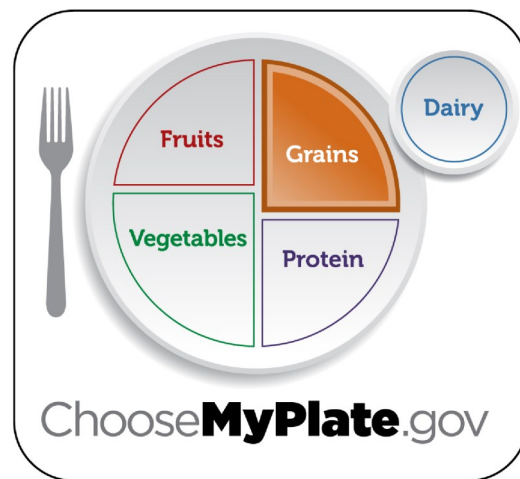 Fruits
Grains
Dairy
Vegetables
Protein
ChooseMyPlate.gov